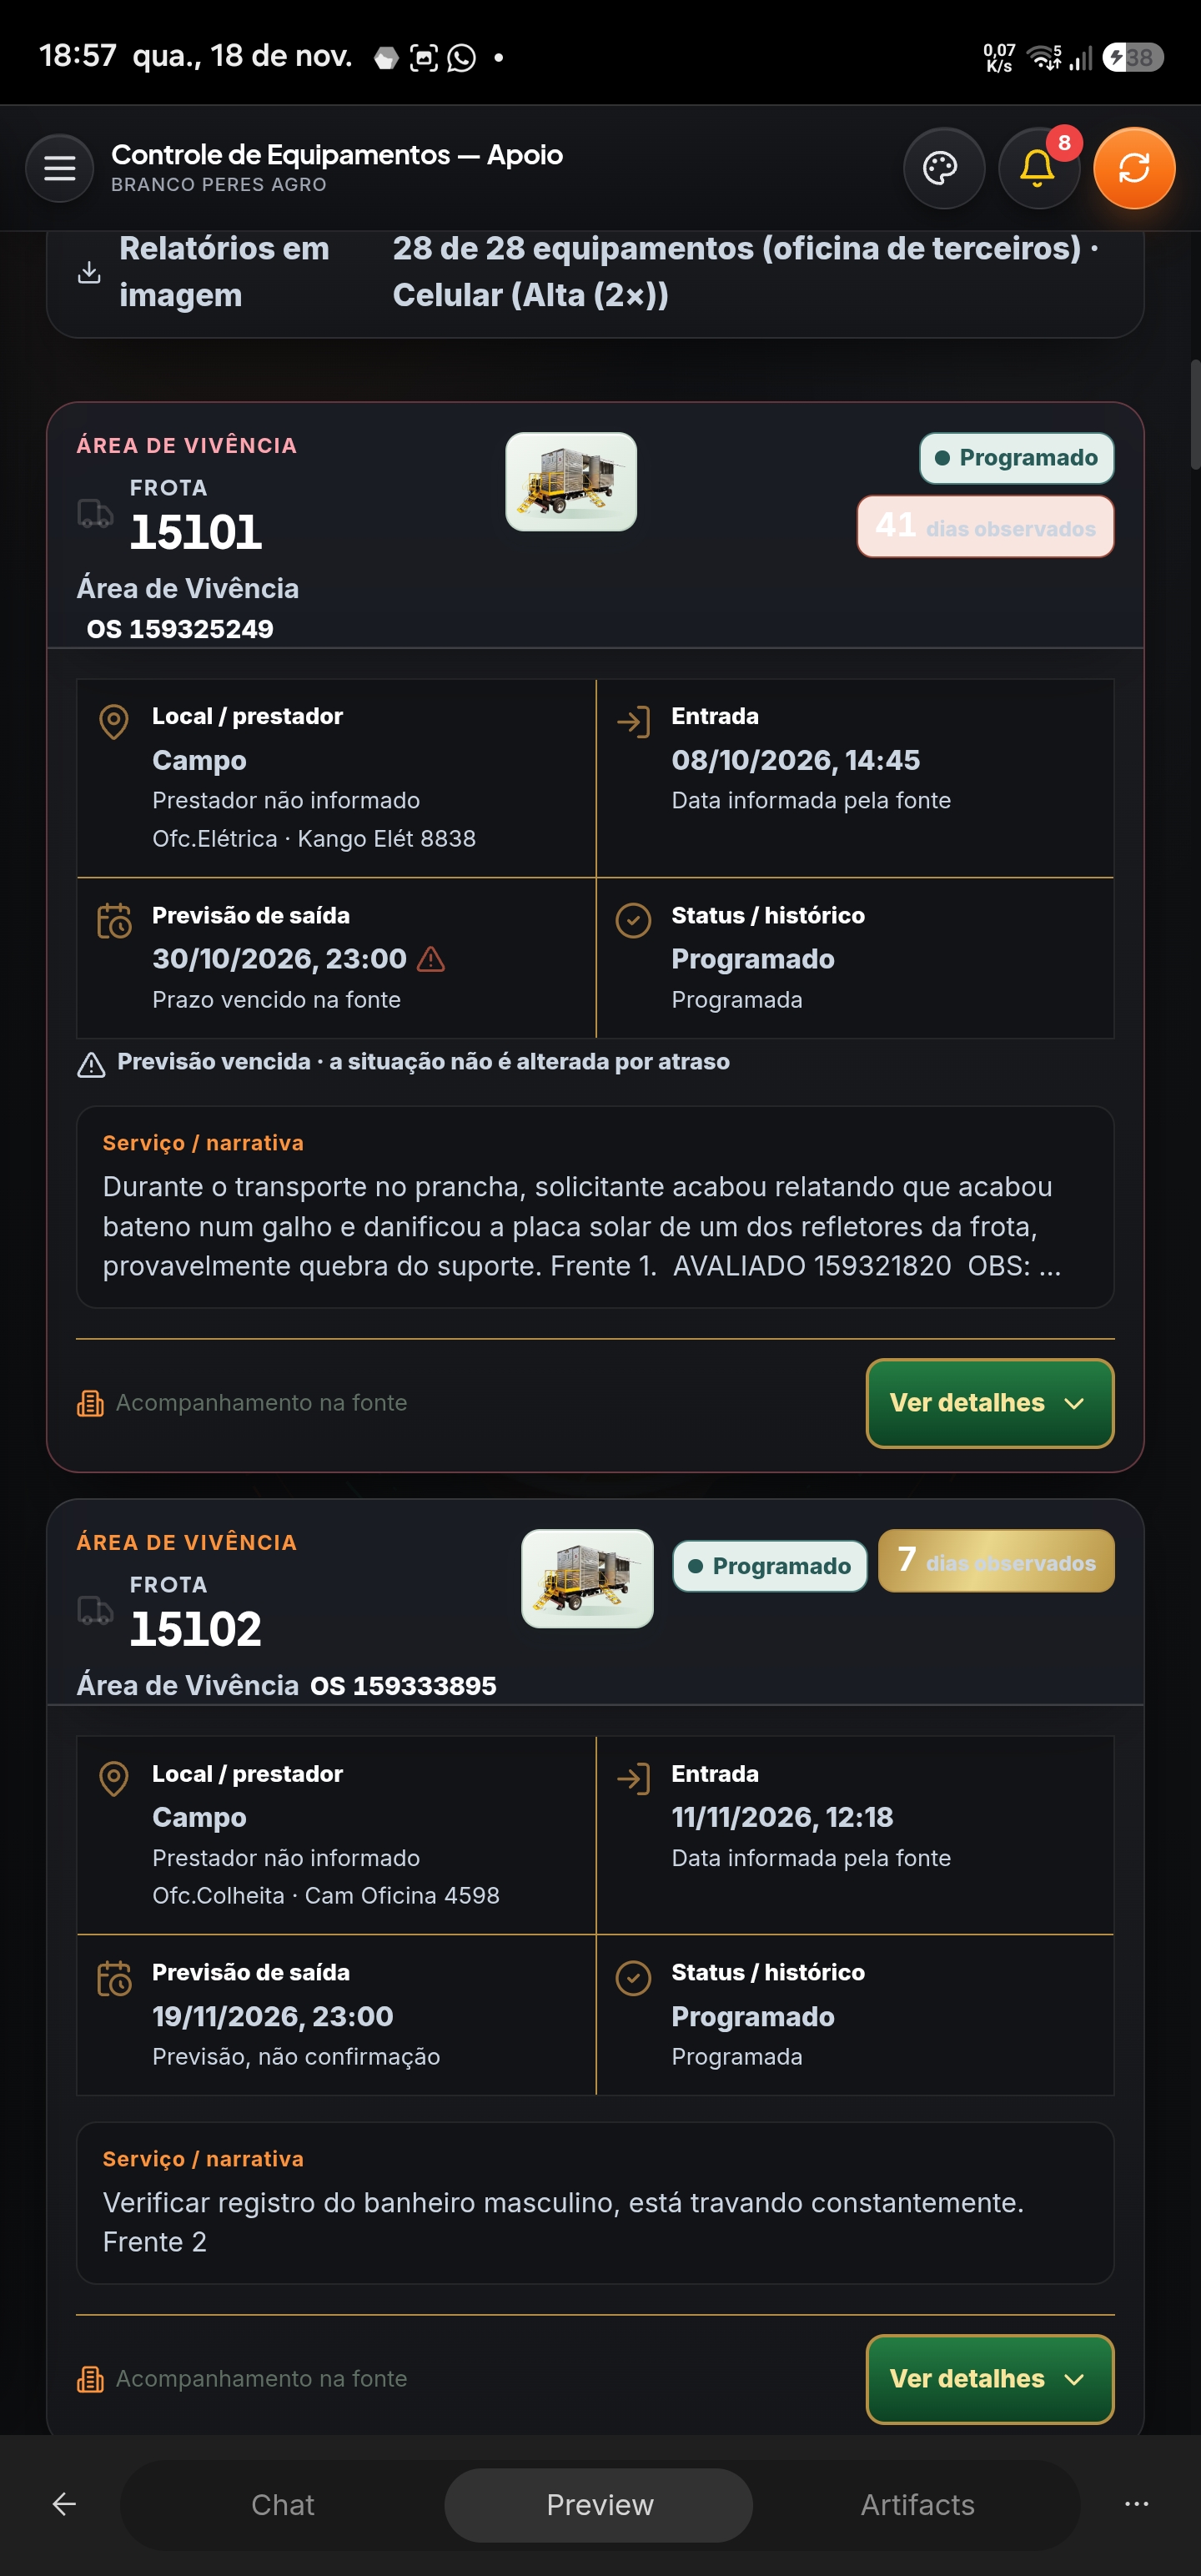 18:57 qua., 18 de nov.
0,07 K/s
5
38
Controle de Equipamentos — Apoio
BRANCO PERES AGRO
8
Relatórios em imagem
28 de 28 equipamentos (oficina de terceiros) ·
Celular (Alta (2×))
ÁREA DE VIVÊNCIA
FROTA
15101
Área de Vivência
OS 159325249
Programado
41 dias observados
Local / prestador
Campo
Prestador não informado
Ofc.Elétrica · Kango Elét 8838
Entrada
08/10/2026, 14:45
Data informada pela fonte
Previsão de saída
30/10/2026, 23:00
Prazo vencido na fonte
Status / histórico
Programado
Programada
Previsão vencida · a situação não é alterada por atraso
Serviço / narrativa
Durante o transporte no prancha, solicitante acabou relatando que acabou
bateno num galho e danificou a placa solar de um dos refletores da frota,
provavelmente quebra do suporte. Frente 1.  AVALIADO 159321820  OBS: ...
Acompanhamento na fonte
Ver detalhes
ÁREA DE VIVÊNCIA
FROTA
15102
Área de Vivência OS 159333895
Programado
7 dias observados
Local / prestador
Campo
Prestador não informado
Ofc.Colheita · Cam Oficina 4598
Entrada
11/11/2026, 12:18
Data informada pela fonte
Previsão de saída
19/11/2026, 23:00
Previsão, não confirmação
Status / histórico
Programado
Programada
Serviço / narrativa
Verificar registro do banheiro masculino, está travando constantemente.
Frente 2
Acompanhamento na fonte
Ver detalhes
Chat
Preview
Artifacts